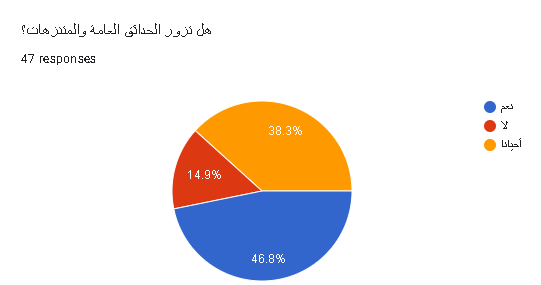 هل تزور الحدائق العامة والمتنزهات؟
47 responses
نعم
لا
أحيانا
38.3%
14.9%
46.8%